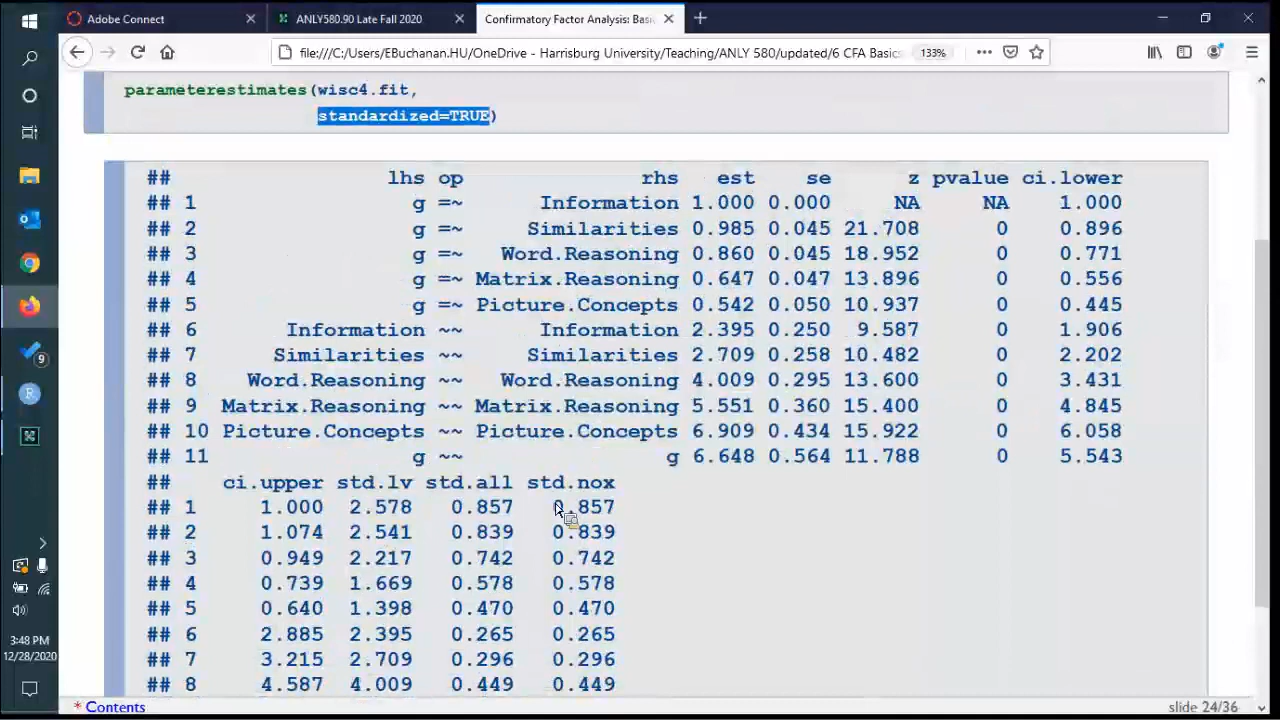 Adobe Connect
ANLY580.90 Late Fall 2020
Confirmatory Factor Analysis: Basi
file:///C:/Users/EBuchanan.HU/OneDrive - Harrisburg University/Teaching/ANLY 580/updated/6 CFA Basics
133%
parameterestimates(wisc4.fit,
standardized=TRUE)
## lhs op rhs est se z pvalue ci.lower
## 1 g =~ Information 1.000 0.000 NA NA 1.000
## 2 g =~ Similarities 0.985 0.045 21.708 0 0.896
## 3 g =~ Word.Reasoning 0.860 0.045 18.952 0 0.771
## 4 g =~ Matrix.Reasoning 0.647 0.047 13.896 0 0.556
## 5 g =~ Picture.Concepts 0.542 0.050 10.937 0 0.445
## 6 Information ~~ Information 2.395 0.250 9.587 0 1.906
## 7 Similarities ~~ Similarities 2.709 0.258 10.482 0 2.202
## 8 Word.Reasoning ~~ Word.Reasoning 4.009 0.295 13.600 0 3.431
## 9 Matrix.Reasoning ~~ Matrix.Reasoning 5.551 0.360 15.400 0 4.845
## 10 Picture.Concepts ~~ Picture.Concepts 6.909 0.434 15.922 0 6.058
## 11 g ~~ g 6.648 0.564 11.788 0 5.543
## ci.upper std.lv std.all std.nox
## 1 1.000 2.578 0.857 0.857
## 2 1.074 2.541 0.839 0.839
## 3 0.949 2.217 0.742 0.742
## 4 0.739 1.669 0.578 0.578
## 5 0.640 1.398 0.470 0.470
## 6 2.885 2.395 0.265 0.265
## 7 3.215 2.709 0.296 0.296
## 8 4.587 4.009 0.449 0.449
9
3:48 PM
12/28/2020
* Contents
slide 24/36